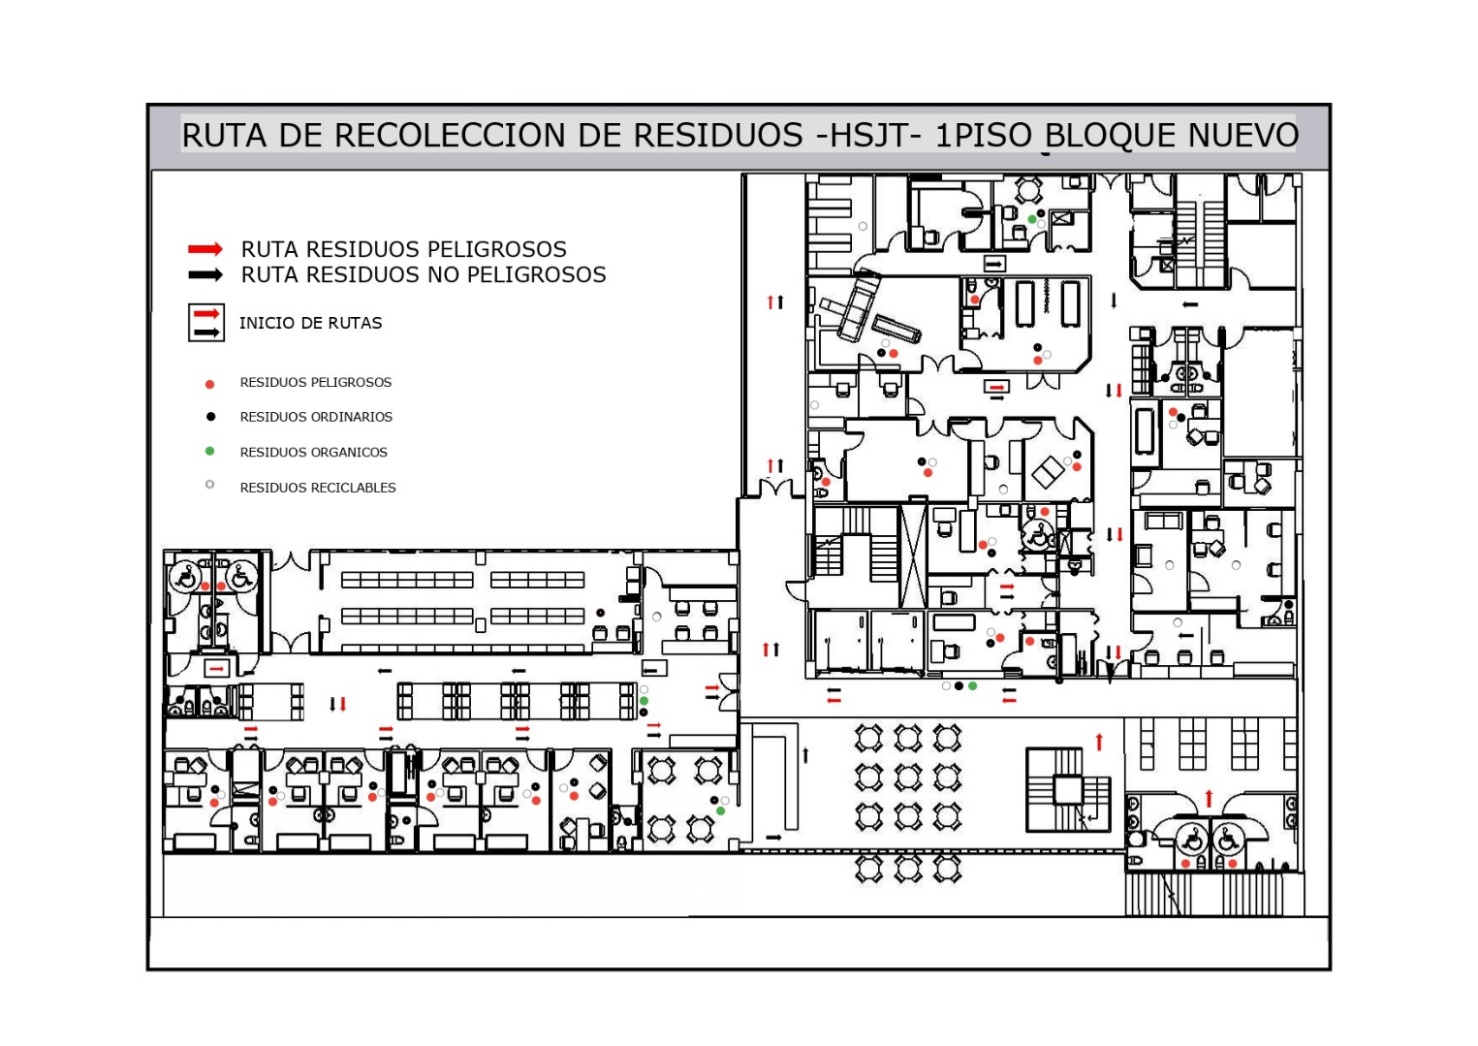 RUTA DE RECOLECCION DE RESIDUOS -HSJT- 1PISO BLOQUE NUEVO
RUTA RESIDUOS PELIGROSOS
RUTA RESIDUOS NO PELIGROSOS
INICIO DE RUTAS
RESIDUOS PELIGROSOS
RESIDUOS ORDINARIOS
RESIDUOS ORGANICOS
RESIDUOS RECICLABLES